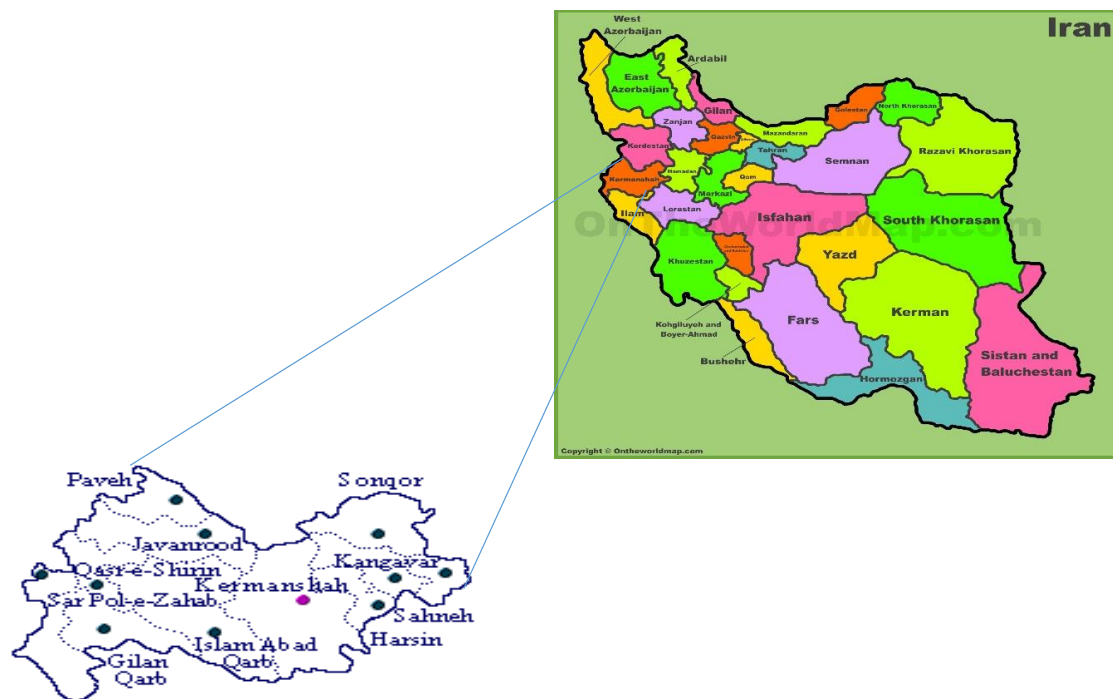 Iran
West
Azerbaijan
Ardabil
East
Azerbaijan
Gilan
Zanjan
Qazvin
Mazandaran
Golestan
North Khorasan
Tehran
Semnan
Razavi Khorasan
Kordestan
Hamadan
Kermanshah
Markazi
Qom
Ilam
Lorestan
Isfahan
South Khorasan
OnTheWorldMap.com
Yazd
Khuzestan
Kohgiluyeh and
Boyer-Ahmad
Fars
Kerman
Bushehr
Sistan and
Baluchestan
Hormozgan
Copyright © Ontheworldmap.com
Paveh
Sonqor
Javanrood
Kangavar
Qasr-e-Shirin
Kermanshah
Sar Pol-e-Zahab
Sahneh
Harsin
Islam Abad
Qarb
Gilan
Qarb